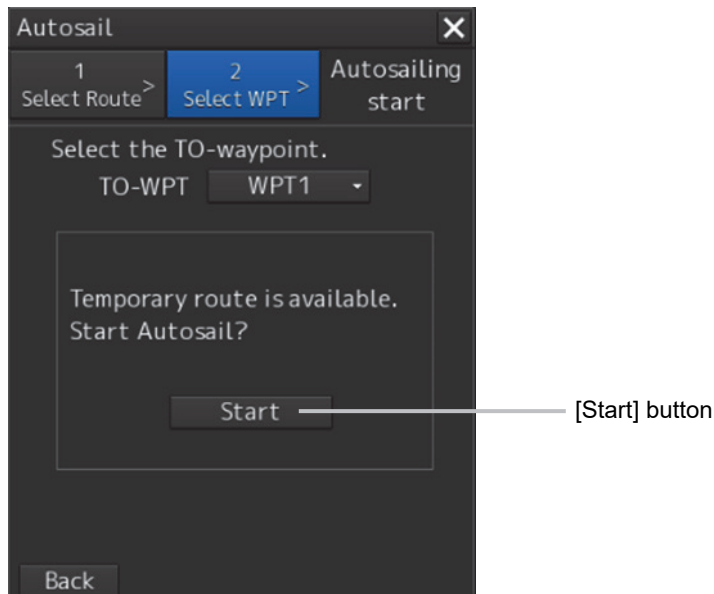 Autosail
1
Select Route >
2
Select WPT >
Autosailing
start
Select the TO-waypoint.
TO-WPT WPT1
Temporary route is available.
Start Autosail?
Start
[Start] button
Back